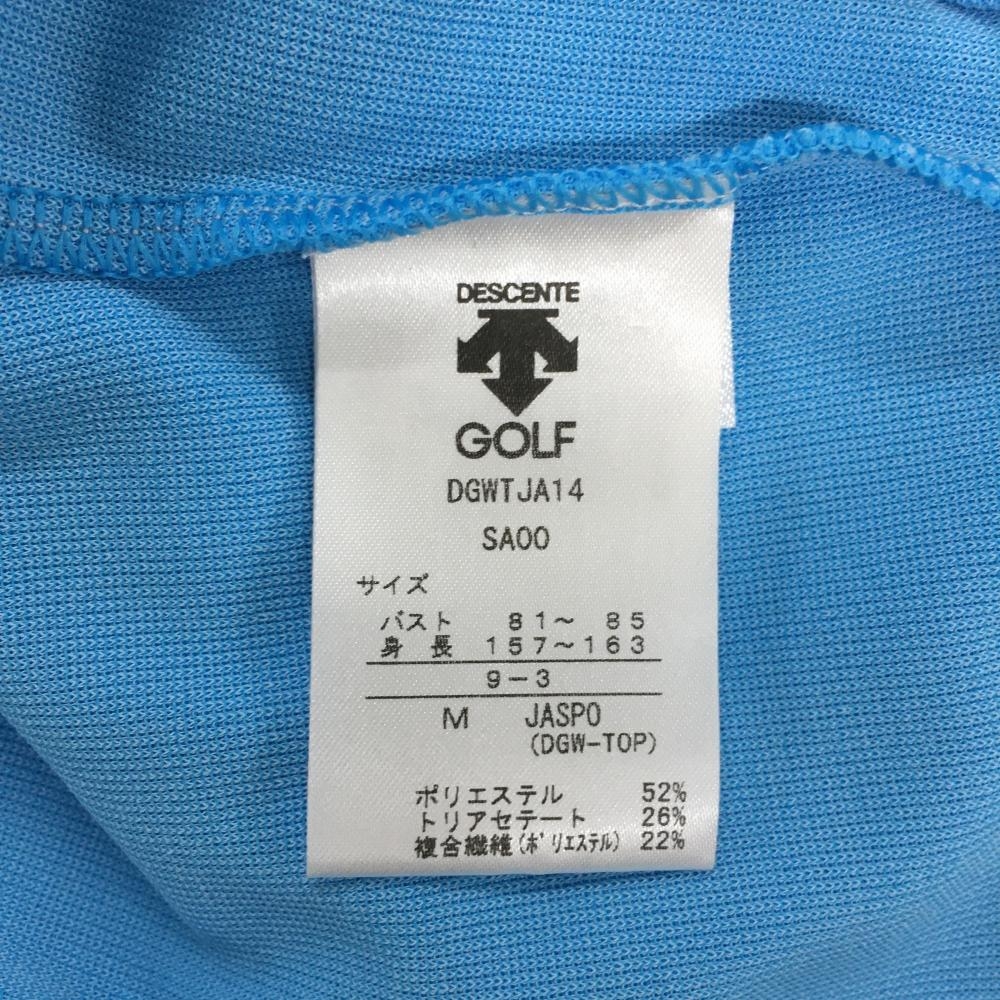 DESCENTE
GOLF
DGWTJA14
SA00
サイズ
バスト 81～ 85
身長 157～163
9－3
M JASPO
(DGW-TOP)
ポリエステル 52%
トリアセテート 26%
複合繊維(ポリエステル) 22%